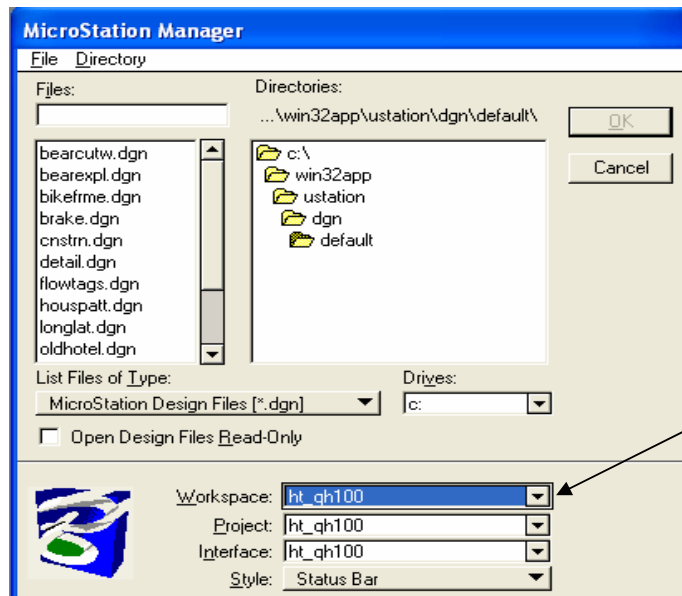 MicroStation Manager
File Directory
Files:
Directories:
...\win32app\ustation\dgn\default\
OK
Cancel
bearcutw.dgn
bearexpl.dgn
bikefrme.dgn
brake.dgn
cnstrn.dgn
detail.dgn
flowtags.dgn
houspatt.dgn
longlat.dgn
oldhotel.dgn
c:\
win32app
ustation
dgn
default
List Files of Type:
MicroStation Design Files [*.dgn]
Drives:
c:
Open Design Files Read-Only
Workspace: ht_qh100
Project: ht_qh100
Interface: ht_qh100
Style: Status Bar